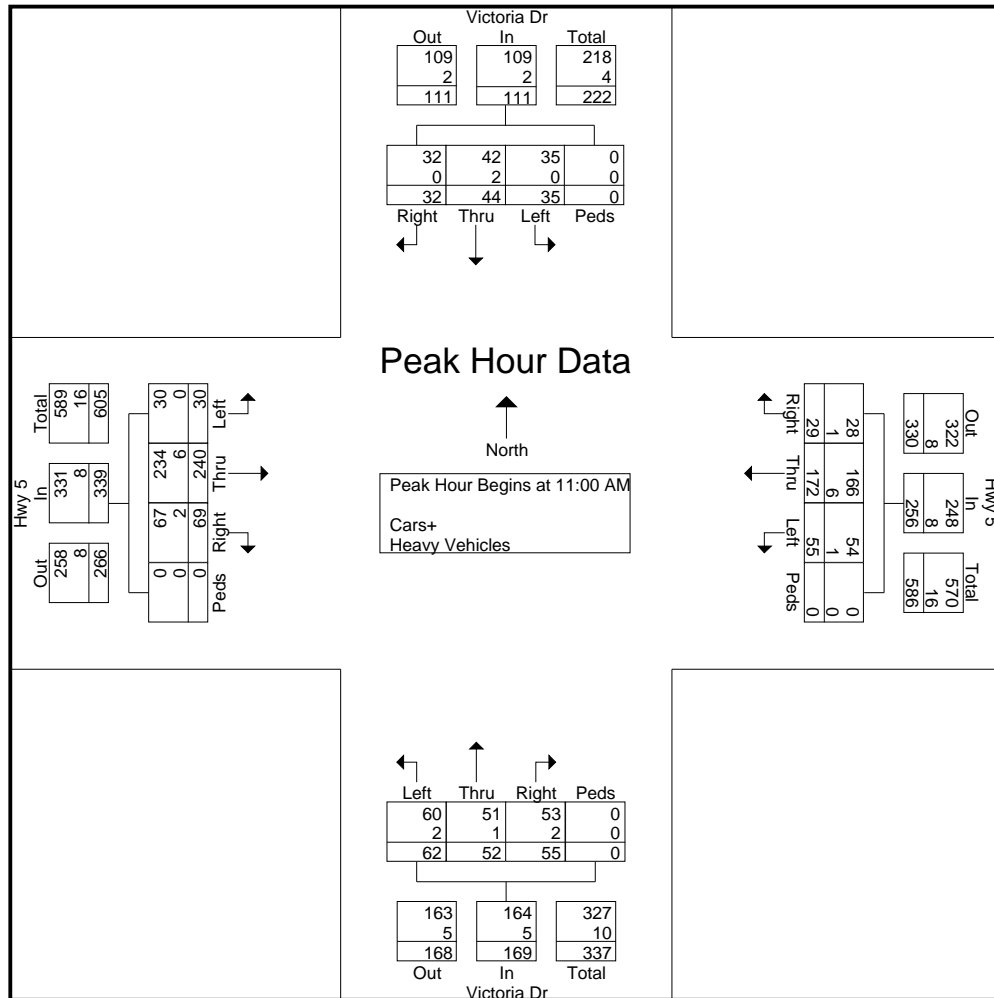 Victoria Dr
Out In Total
109 109 218
2 2 4
111 111 222
32 42 35 0
0 2 0 0
32 44 35 0
Right Thru Left Peds
Peak Hour Data
North
Peak Hour Begins at 11:00 AM
Cars+
Heavy Vehicles
Hwy 5
Out In Total
258 331 589
8 8 16
266 339 605
0 67 234 30
0 2 6 0
0 69 240 30
Peds Right Thru Left
Hwy 5
Out In Total
322 248 570
8 8 16
330 256 586
28 166 54 0
1 6 1 0
29 172 55 0
Right Thru Left Peds
Left Thru Right Peds
60 51 53 0
2 1 2 0
62 52 55 0
163 164 327
5 5 10
168 169 337
Out In Total
Victoria Dr